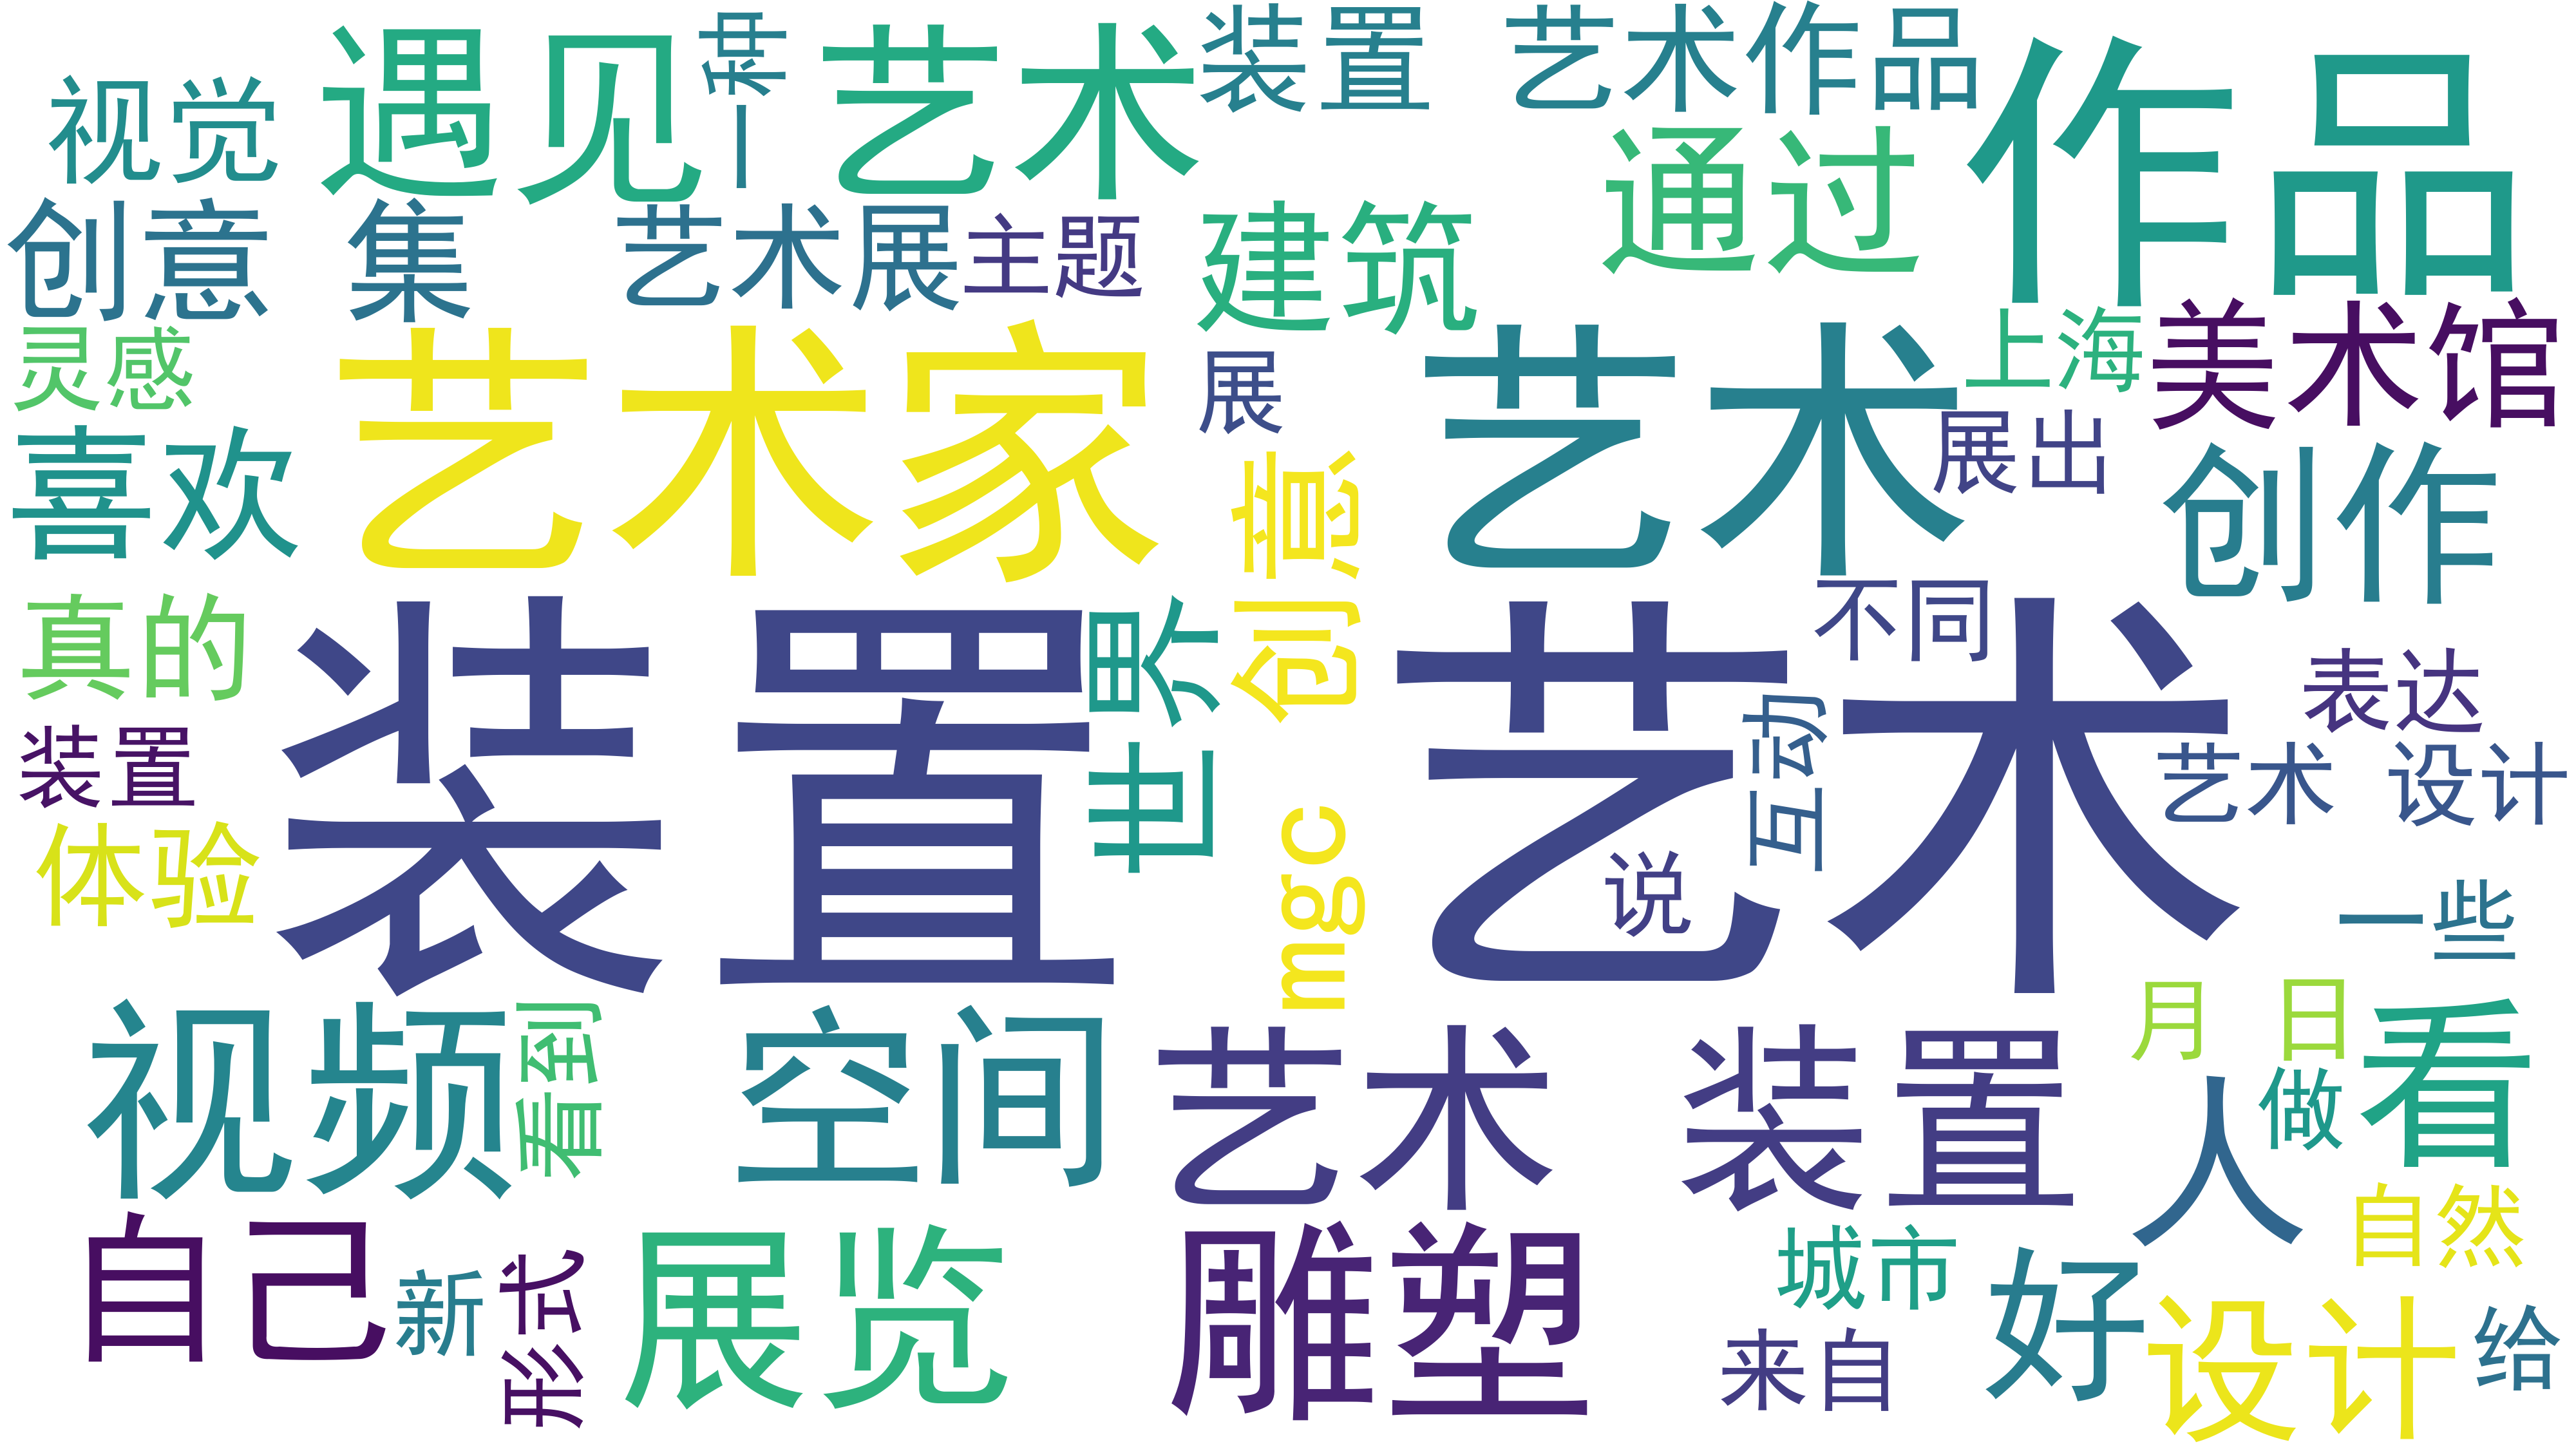 视觉
遇见
一种
艺术
装置
艺术作品
作品
创意
集
艺术展
主题
建筑
通过
灵感
艺术家
展
艺术
上海
美术馆
喜欢
创意
展出
创作
真的
装置 艺术
世界
不同
表达
装置
互动
艺术 设计
体验
mgc
说
一些
视频
看到
空间
艺术 装置
月 日
看
人
做
自己
新
形式
展览
雕塑
城市
自然
来自
好
设计
给